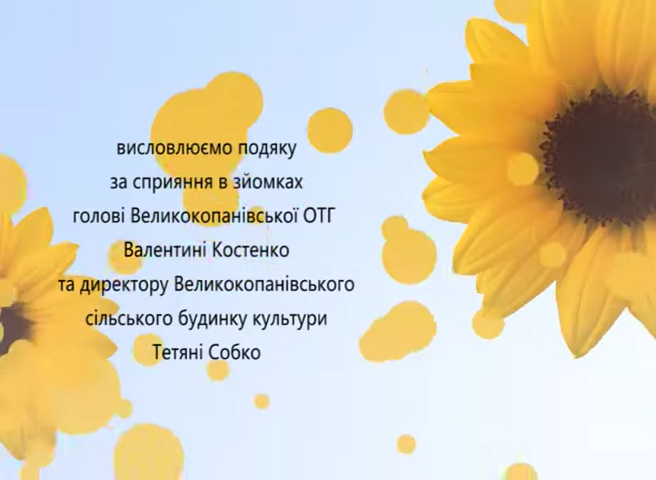 висловлюємо подяку
за сприяння в зйомках
голові Великокопанівської ОТГ
Валентині Костенко
та директору Великокопанівського
сільського будинку культури
Тетяні Собко